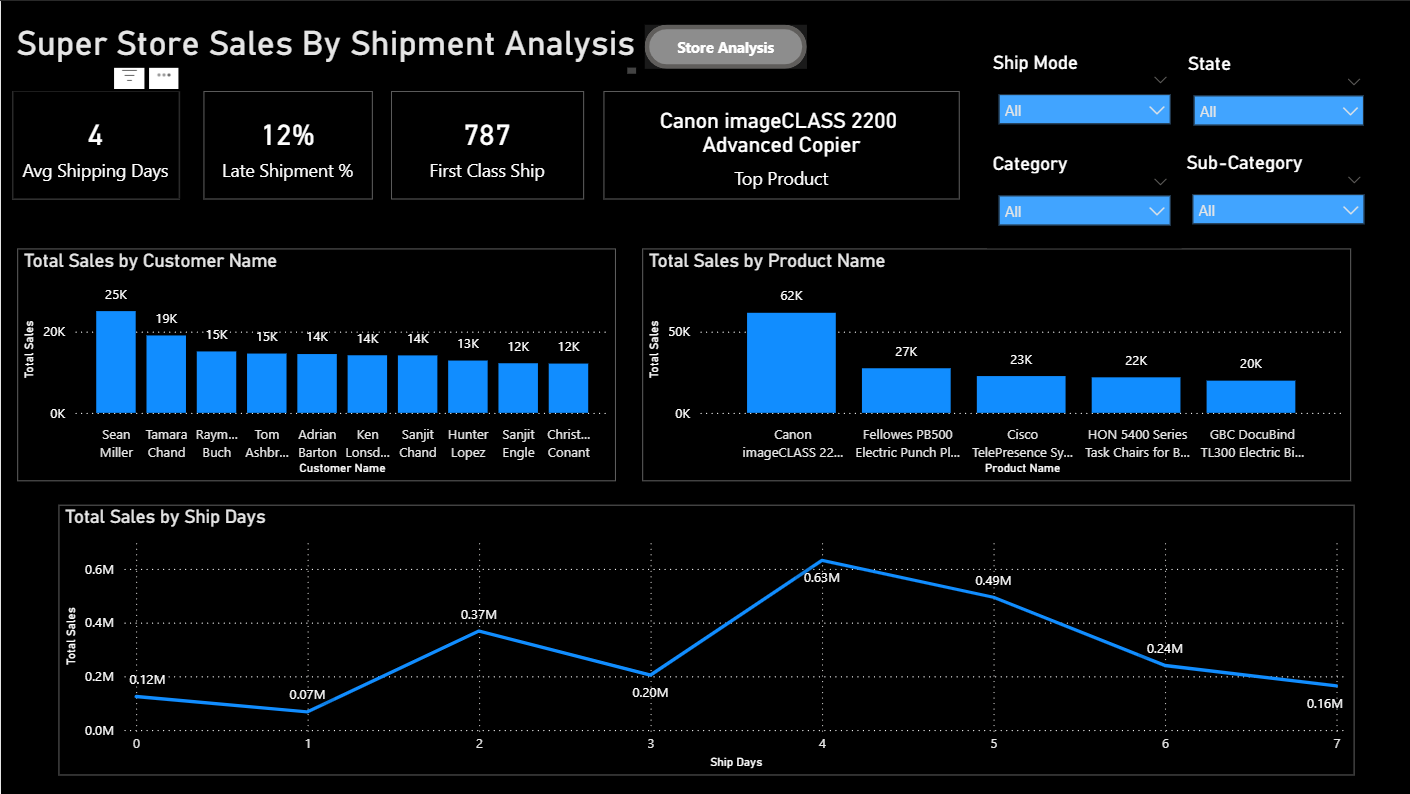 Super Store Sales By Shipment Analysis
Store Analysis
Ship Mode
All
State
All
Category
All
Sub-Category
All
4
Avg Shipping Days
12%
Late Shipment %
787
First Class Ship
Canon imageCLASS 2200
Advanced Copier
Top Product
Total Sales by Customer Name
Total Sales
20K
0K
25K
19K
15K
15K
14K
14K
14K
13K
12K
12K
Sean
Miller
Tamara
Chand
Raym...
Buch
Tom
Ashbr...
Adrian
Barton
Ken
Lonsd...
Sanjit
Chand
Hunter
Lopez
Sanjit
Engle
Christ...
Conant
Customer Name
Total Sales by Product Name
Total Sales
50K
0K
62K
27K
23K
22K
20K
Canon
imageCLASS 22...
Fellowes PB500
Electric Punch Pl...
Cisco
TelePresence Sy...
HON 5400 Series
Task Chairs for B...
GBC DocuBind
TL300 Electric Bi...
Product Name
Total Sales by Ship Days
Total Sales
0.6M
0.4M
0.2M
0.0M
0.12M
0.07M
0.37M
0.20M
0.63M
0.49M
0.24M
0.16M
0
1
2
3
4
5
6
7
Ship Days